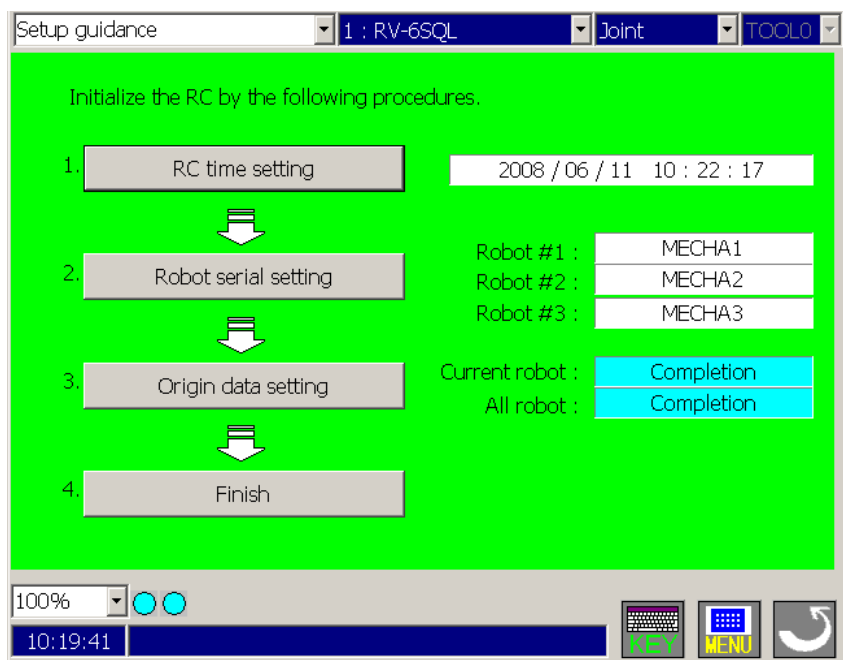 Setup guidance 1 : RV-6SQL Joint TOOL0
Initialize the RC by the following procedures.
1. RC time setting 2008 / 06 / 11 10 : 22 : 17
Robot #1 : MECHA1
2. Robot serial setting Robot #2 : MECHA2
Robot #3 : MECHA3
3. Origin data setting Current robot : Completion
All robot : Completion
4. Finish
100%
10:19:41 KEY MENU